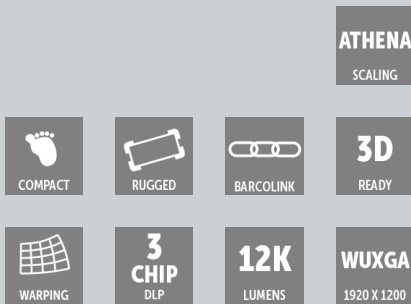 ATHENA
SCALING
COMPACT
RUGGED
BARCOLINK
3D
READY
WARPING
3
CHIP
DLP
12K
LUMENS
WUXGA
1920 X 1200